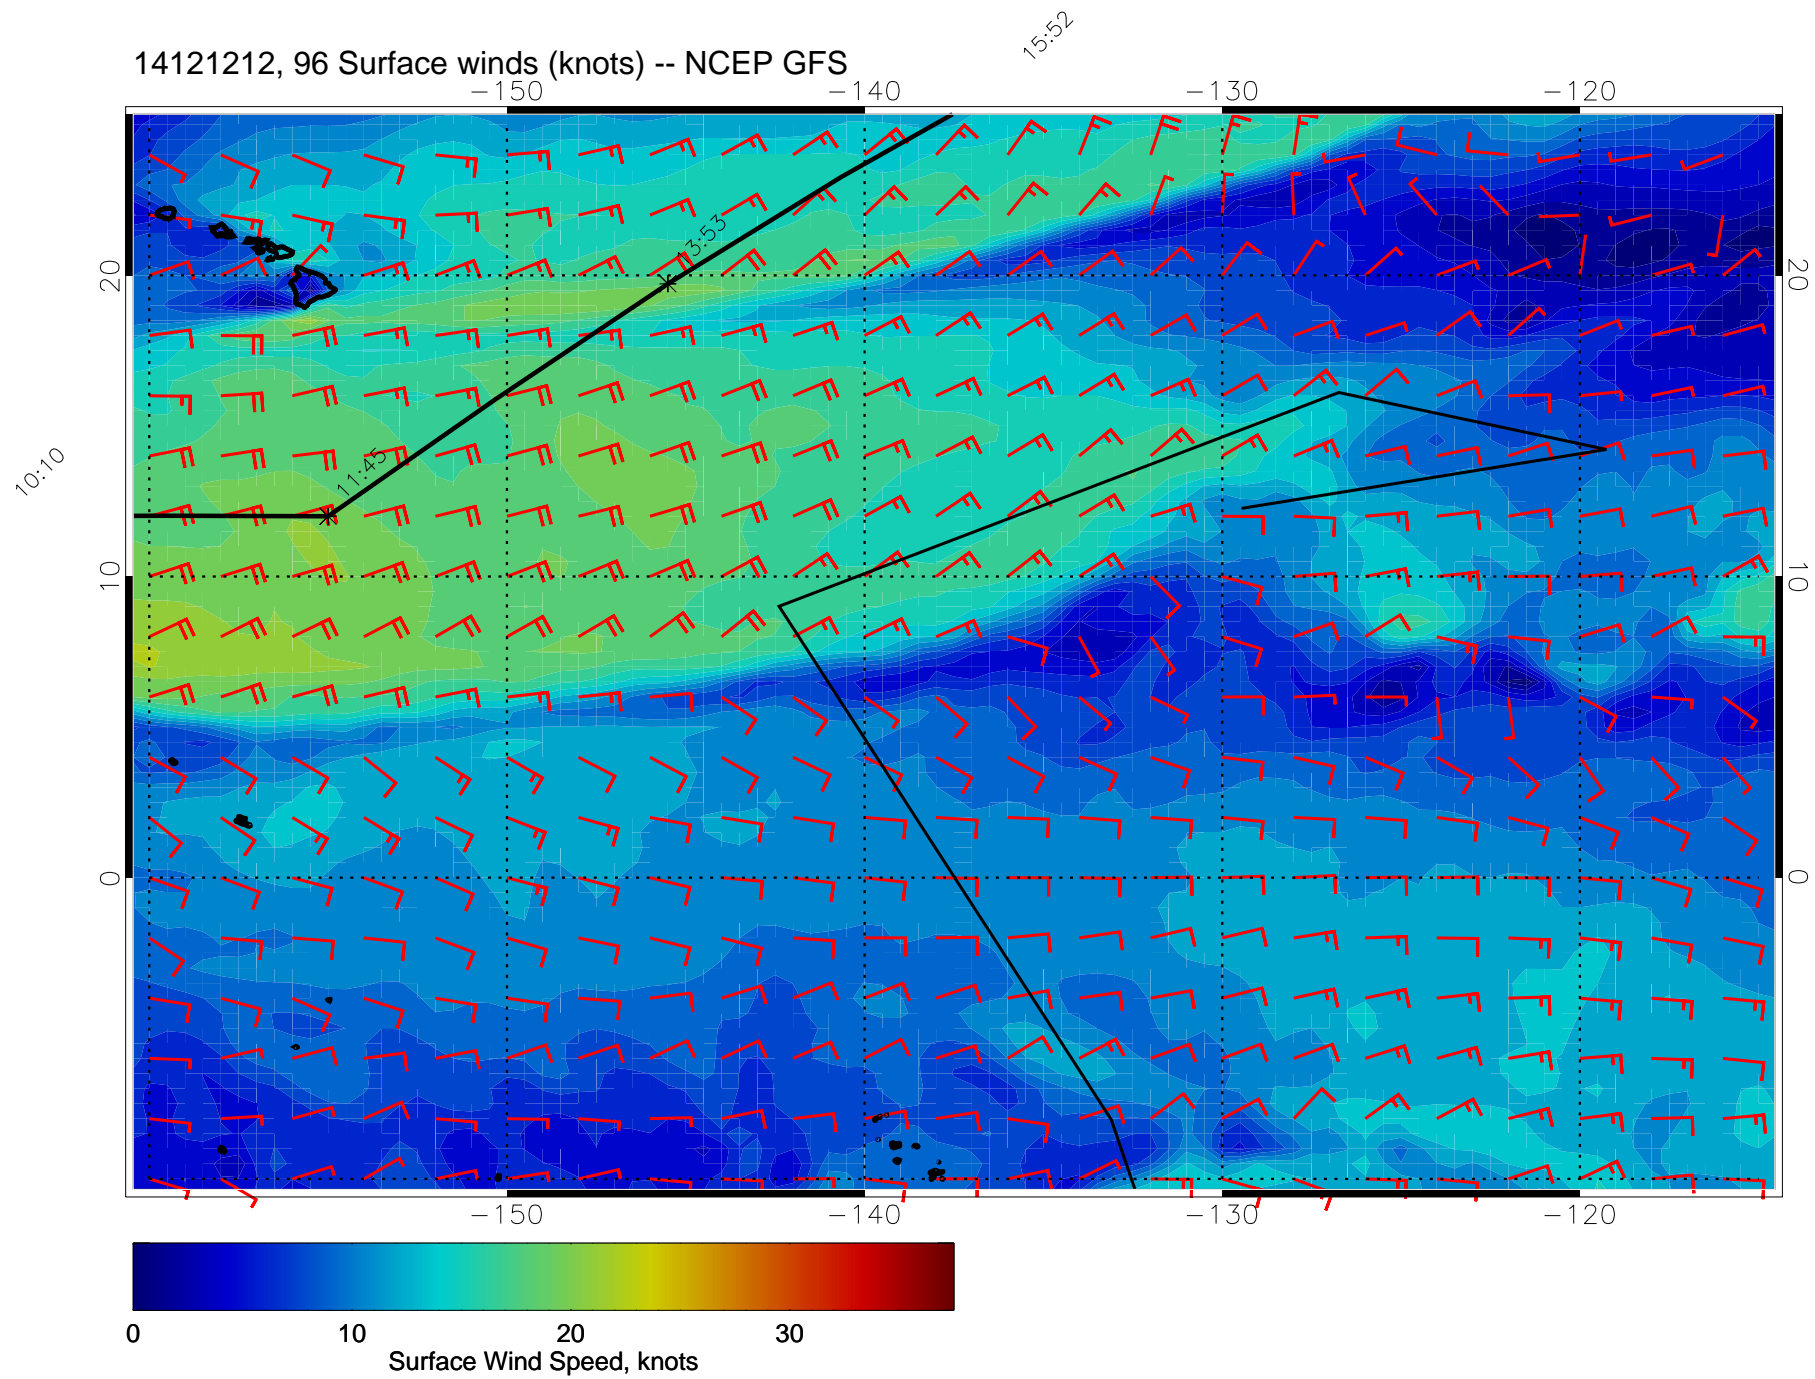 15:52
14121212, 96 Surface winds (knots) -- NCEP GFS
-150 -140 -130 -120
13:53
20 20
11:45
10:10
10 10
0 0
-150 -140 -130 -120
0 10 20 30
Surface Wind Speed, knots